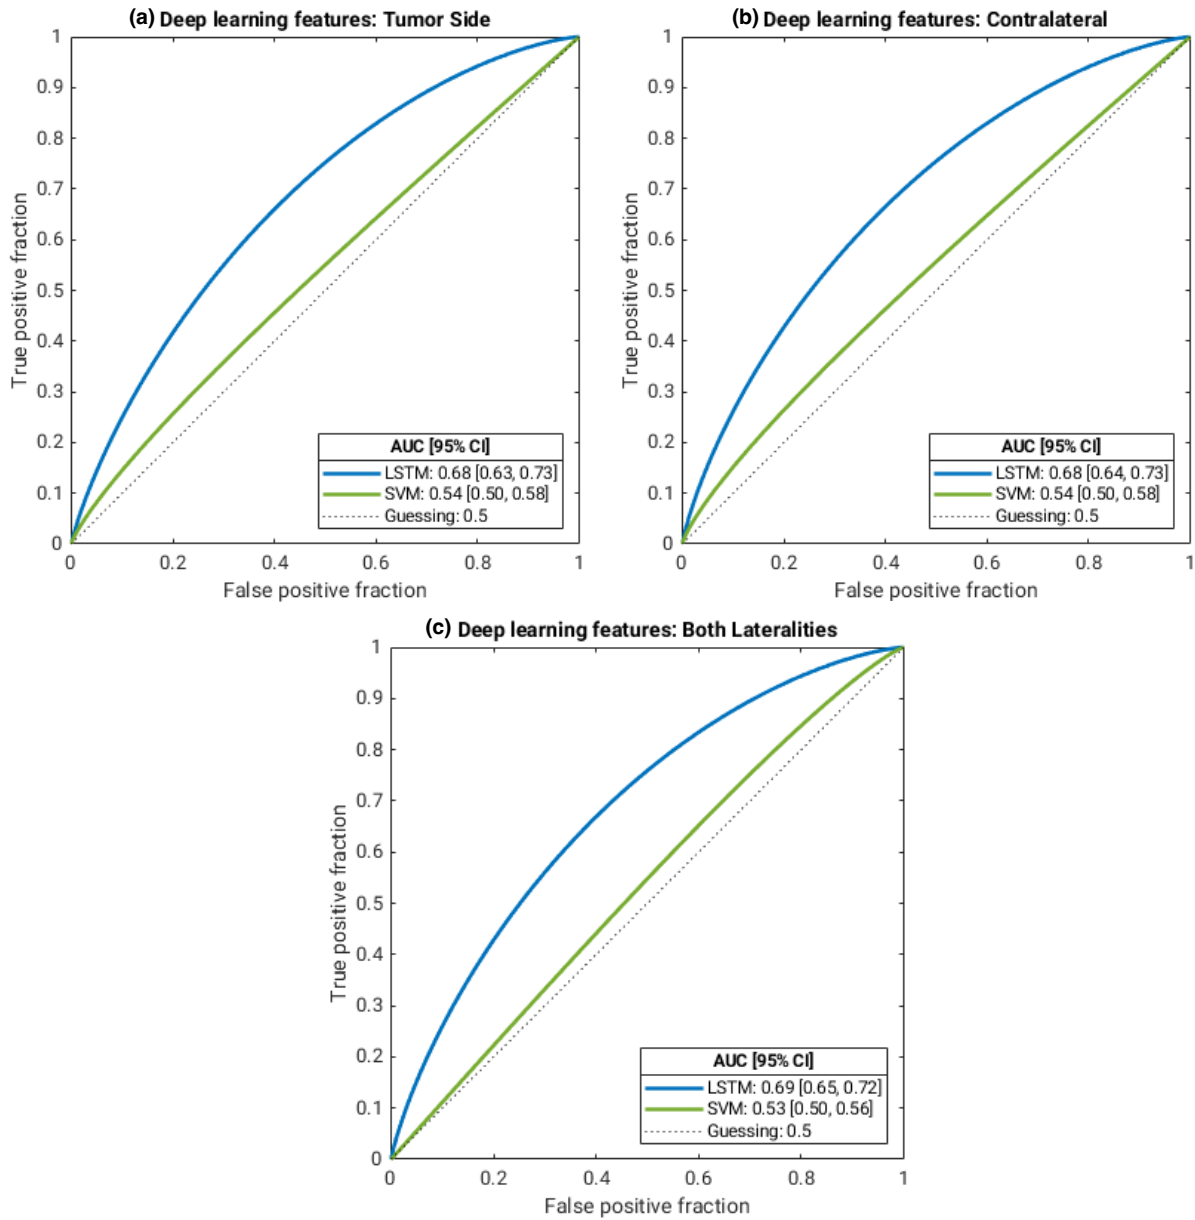 (a) Deep learning features: Tumor Side
1
0.9
0.8
0.7
0.6
0.5
0.4
0.3
0.2
0.1
0
True positive fraction
AUC [95% CI]
LSTM: 0.68 [0.63, 0.73]
SVM: 0.54 [0.50, 0.58]
Guessing: 0.5
0 0.2 0.4 0.6 0.8 1
False positive fraction
(b) Deep learning features: Contralateral
1
0.9
0.8
0.7
0.6
0.5
0.4
0.3
0.2
0.1
0
True positive fraction
AUC [95% CI]
LSTM: 0.68 [0.64, 0.73]
SVM: 0.54 [0.50, 0.58]
Guessing: 0.5
0 0.2 0.4 0.6 0.8 1
False positive fraction
(c) Deep learning features: Both Lateralities
1
0.9
0.8
0.7
0.6
0.5
0.4
0.3
0.2
0.1
0
True positive fraction
AUC [95% CI]
LSTM: 0.69 [0.65, 0.72]
SVM: 0.53 [0.50, 0.56]
Guessing: 0.5
0 0.2 0.4 0.6 0.8 1
False positive fraction